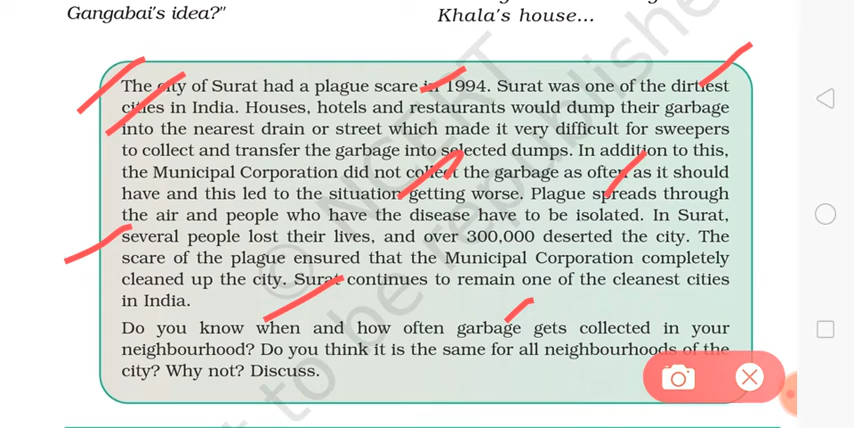 Gangabai's idea?"
Khala's house...
The city of Surat had a plague scare in 1994. Surat was one of the dirtiest
cities in India. Houses, hotels and restaurants would dump their garbage
into the nearest drain or street which made it very difficult for sweepers
to collect and transfer the garbage into selected dumps. In addition to this,
the Municipal Corporation did not collect the garbage as often as it should
have and this led to the situation getting worse. Plague spreads through
the air and people who have the disease have to be isolated. In Surat,
several people lost their lives, and over 300,000 deserted the city. The
scare of the plague ensured that the Municipal Corporation completely
cleaned up the city. Surat continues to remain one of the cleanest cities
in India.
Do you know when and how often garbage gets collected in your
neighbourhood? Do you think it is the same for all neighbourhoods of the
city? Why not? Discuss.
© NCERT
not to be republished